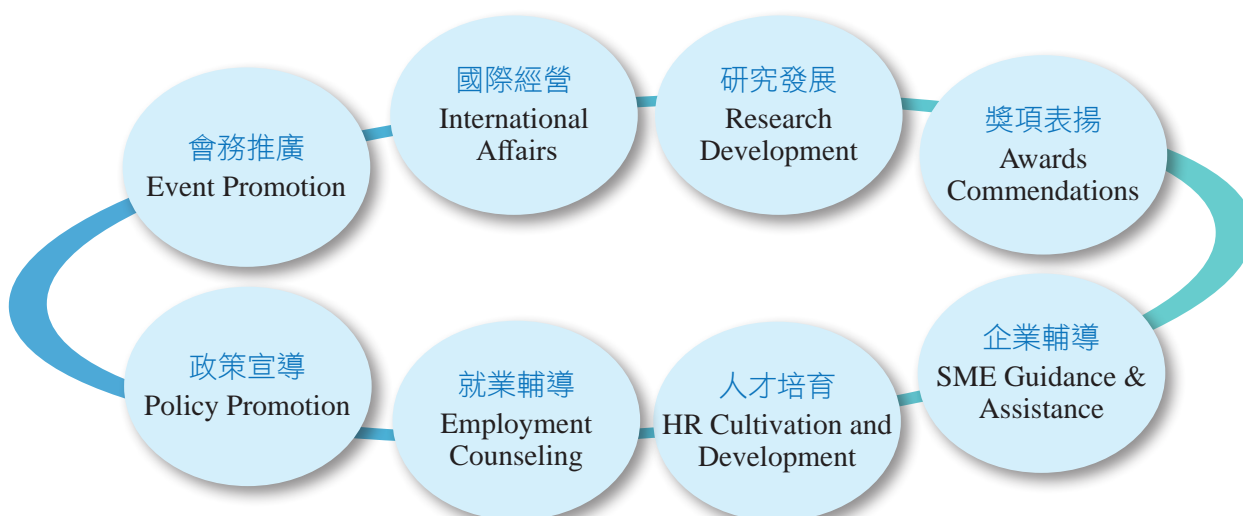 國際經營
International
Affairs
研究發展
Research
Development
會務推廣
Event Promotion
獎項表揚
Awards
Commendations
政策宣導
Policy Promotion
就業輔導
Employment
Counseling
人才培育
HR Cultivation and
Development
企業輔導
SME Guidance &
Assistance